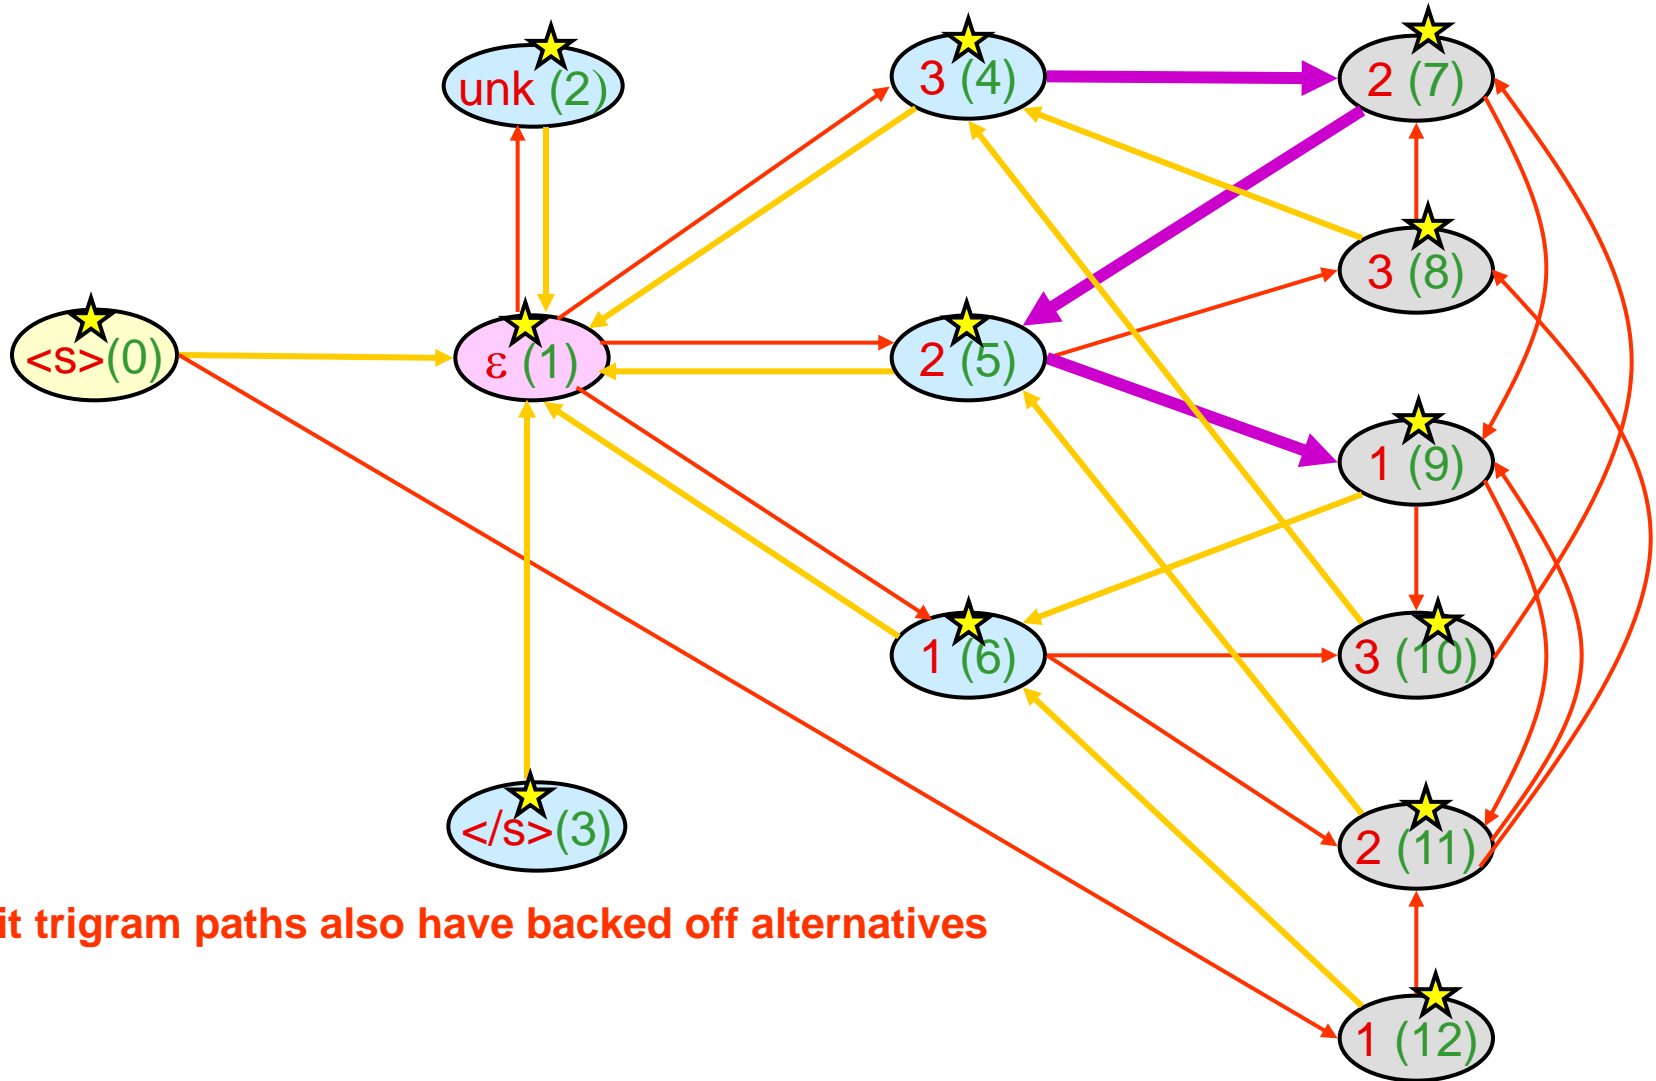 unk (2)
3 (4)
2 (7)
3 (8)
<s>(0)
ε (1)
2 (5)
1 (9)
1 (6)
3 (10)
</s>(3)
2 (11)
it trigram paths also have backed off alternatives
1 (12)